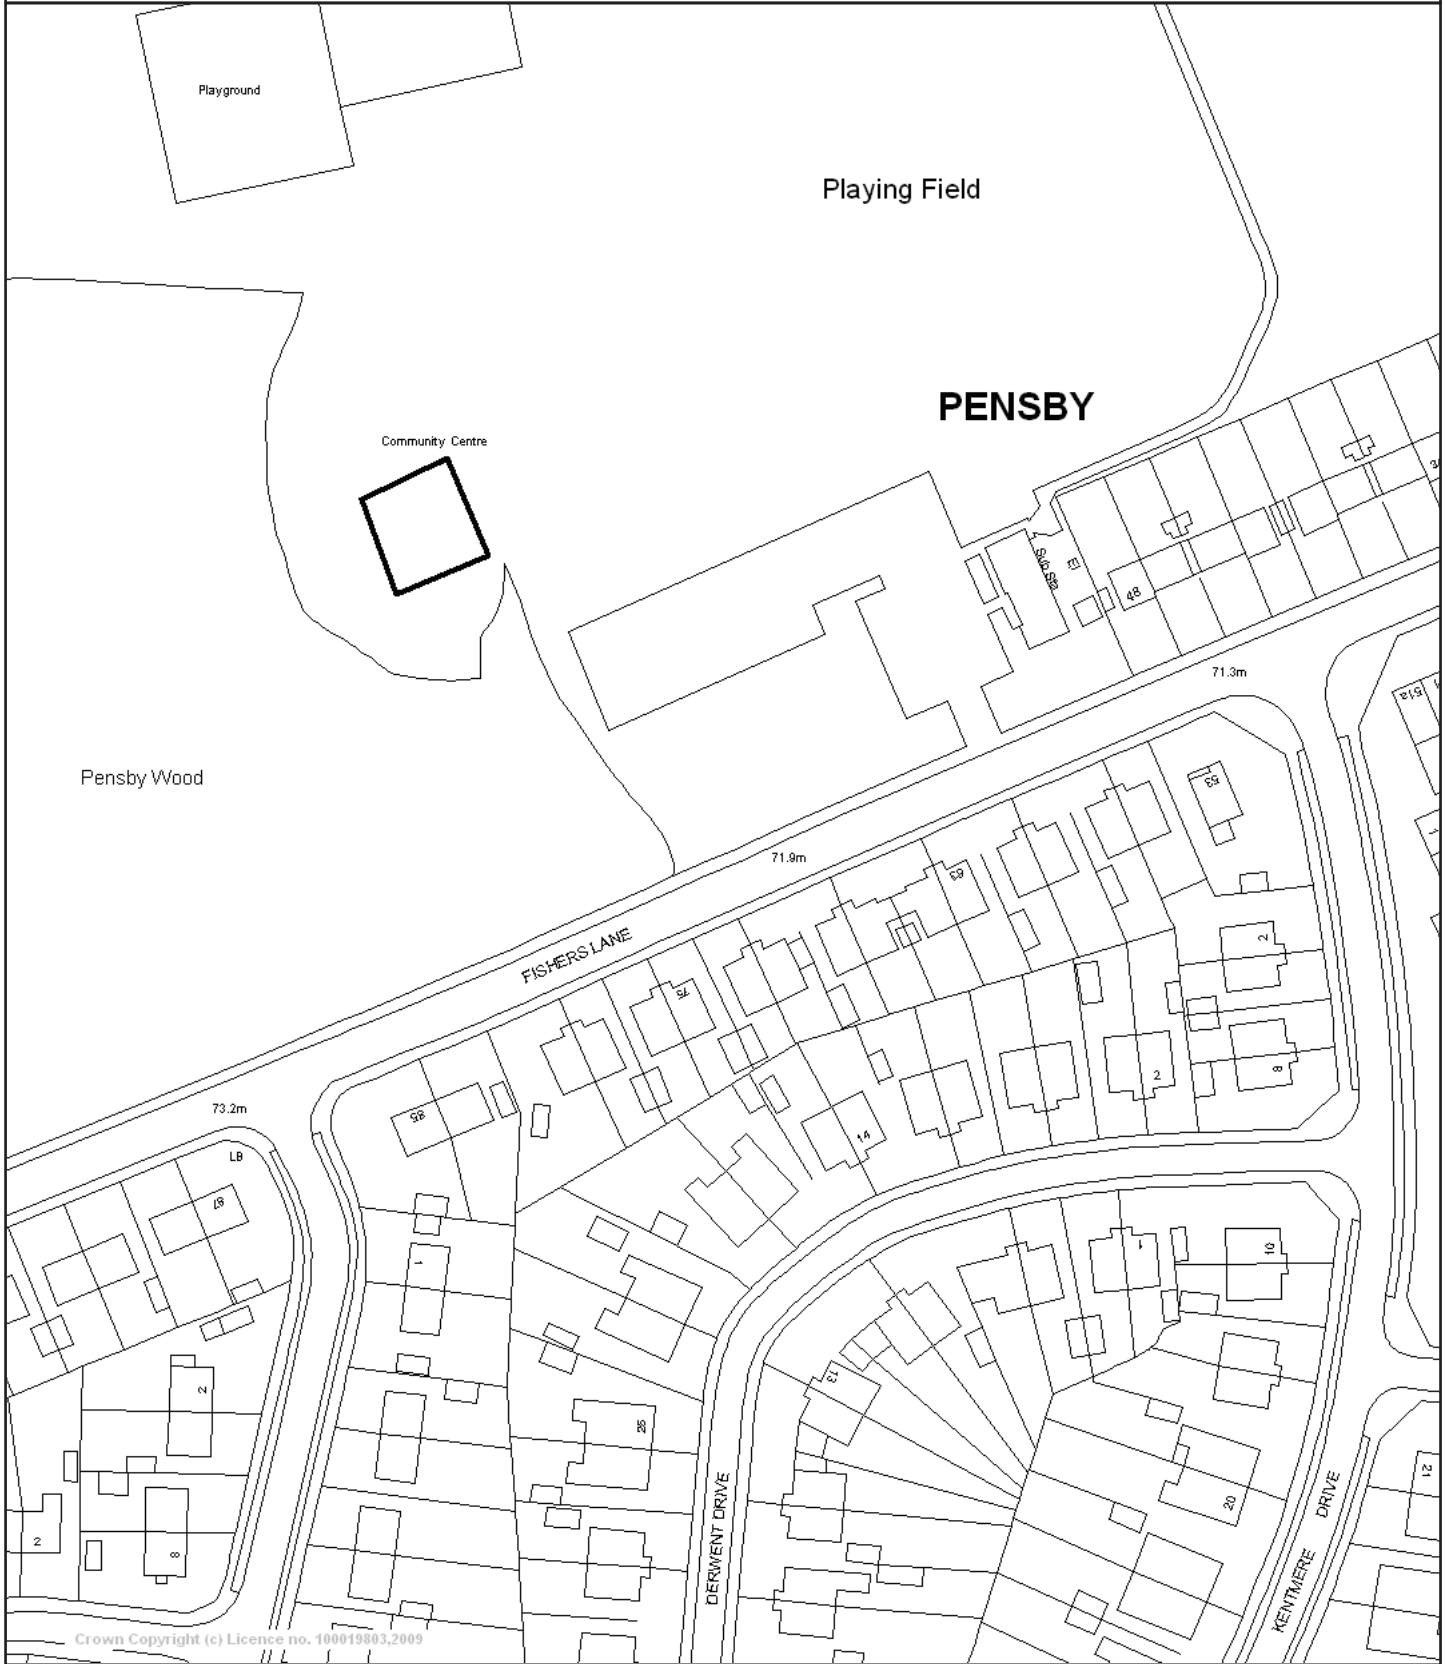 Playground
Playing Field
PENSBY
Community Centre
El
Sub Sta
48
71.3m
51a
53
Pensby Wood
71.9m
63
FISHERS LANE
2
75
2
8
73.2m
85
14
LB
87
1
1
10
2
13
25
20
21
DERWENT DRIVE
KENTMERE DRIVE
2
8
Crown Copyright (c) Licence no. 100019803,2009